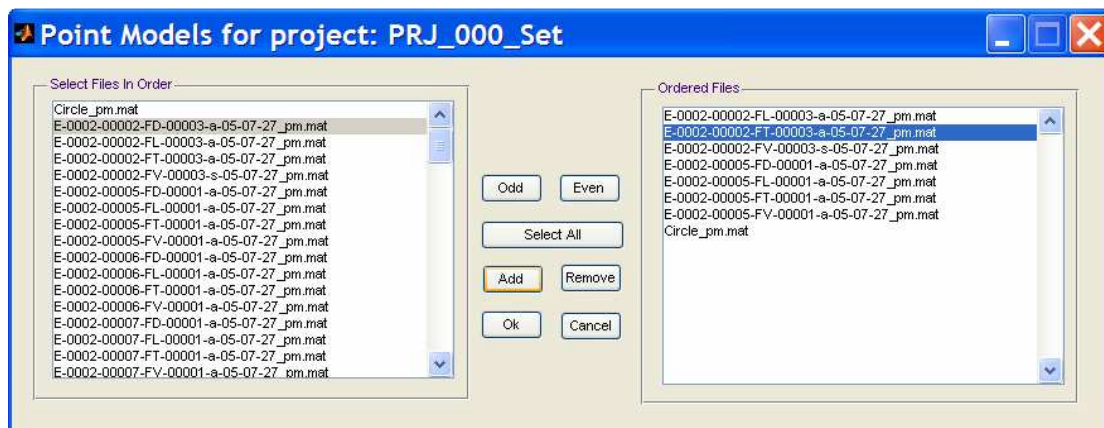 Point Models for project: PRJ_000_Set
Select Files In Order
Circle_pm.mat
E-0002-00002-FD-00003-a-05-07-27_pm.mat
E-0002-00002-FL-00003-a-05-07-27_pm.mat
E-0002-00002-FT-00003-a-05-07-27_pm.mat
E-0002-00002-FV-00003-s-05-07-27_pm.mat
E-0002-00005-FD-00001-a-05-07-27_pm.mat
E-0002-00005-FL-00001-a-05-07-27_pm.mat
E-0002-00005-FT-00001-a-05-07-27_pm.mat
E-0002-00005-FV-00001-a-05-07-27_pm.mat
E-0002-00006-FD-00001-a-05-07-27_pm.mat
E-0002-00006-FL-00001-a-05-07-27_pm.mat
E-0002-00006-FT-00001-a-05-07-27_pm.mat
E-0002-00006-FV-00001-a-05-07-27_pm.mat
E-0002-00007-FD-00001-a-05-07-27_pm.mat
E-0002-00007-FL-00001-a-05-07-27_pm.mat
E-0002-00007-FT-00001-a-05-07-27_pm.mat
E-0002-00007-FV-00001-a-05-07-27_pm.mat
Odd Even
Select All
Add Remove
Ok Cancel
Ordered Files
E-0002-00002-FL-00003-a-05-07-27_pm.mat
E-0002-00002-FT-00003-a-05-07-27_pm.mat
E-0002-00002-FV-00003-s-05-07-27_pm.mat
E-0002-00005-FD-00001-a-05-07-27_pm.mat
E-0002-00005-FL-00001-a-05-07-27_pm.mat
E-0002-00005-FT-00001-a-05-07-27_pm.mat
E-0002-00005-FV-00001-a-05-07-27_pm.mat
Circle_pm.mat